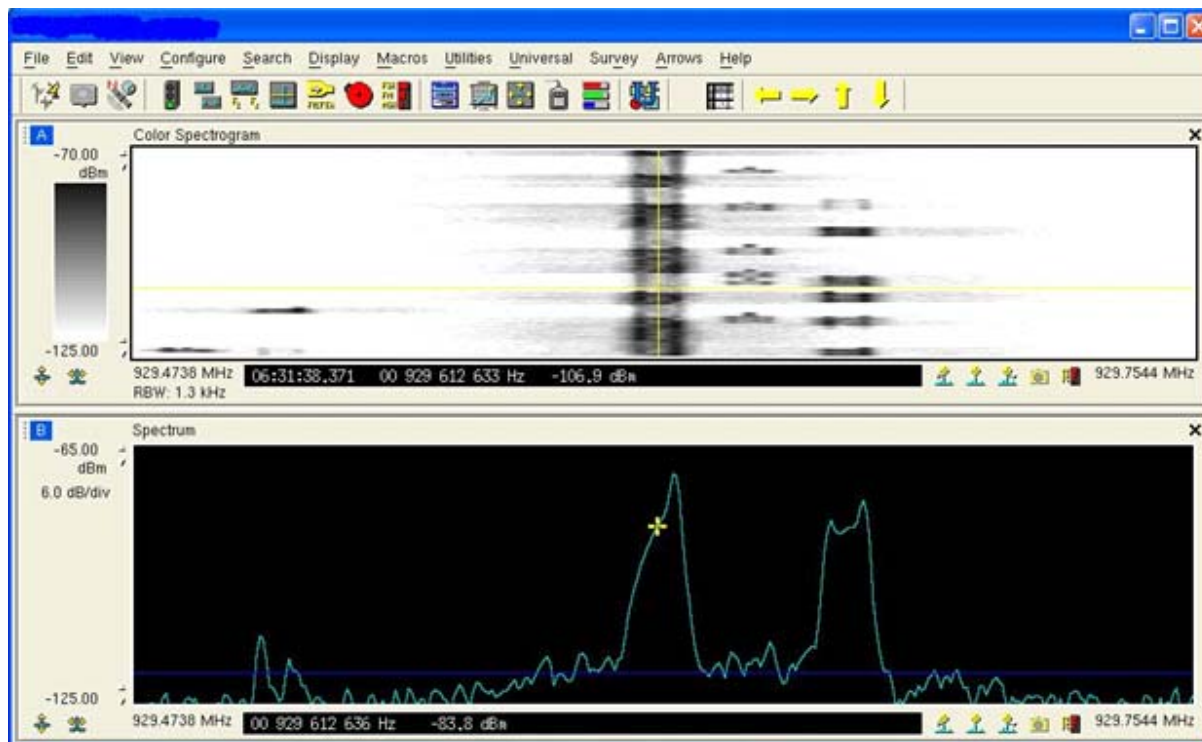 File Edit View Configure Search Display Macros Utilities Universal Survey Arrows Help
A Color Spectrogram
-70.00
dBm
-125.00
929.4738 MHz 06:31:38.371 00 929 612 633 Hz -106.9 dBm 929.7544 MHz
RBW: 1.3 kHz
B Spectrum
-65.00
dBm
6.0 dB/div
-125.00
929.4738 MHz 00 929 612 636 Hz -83.8 dBm 929.7544 MHz